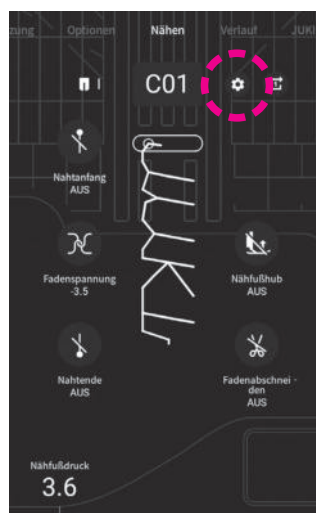 zung Optionen Nähen Verlauf JUKI
I C01
Nahtanfang
AUS
Fadenspannung
-3.5
Nähfußhub
AUS
Nahtende
AUS
Fadenabschnei -
den
AUS
Nähfußdruck
3.6